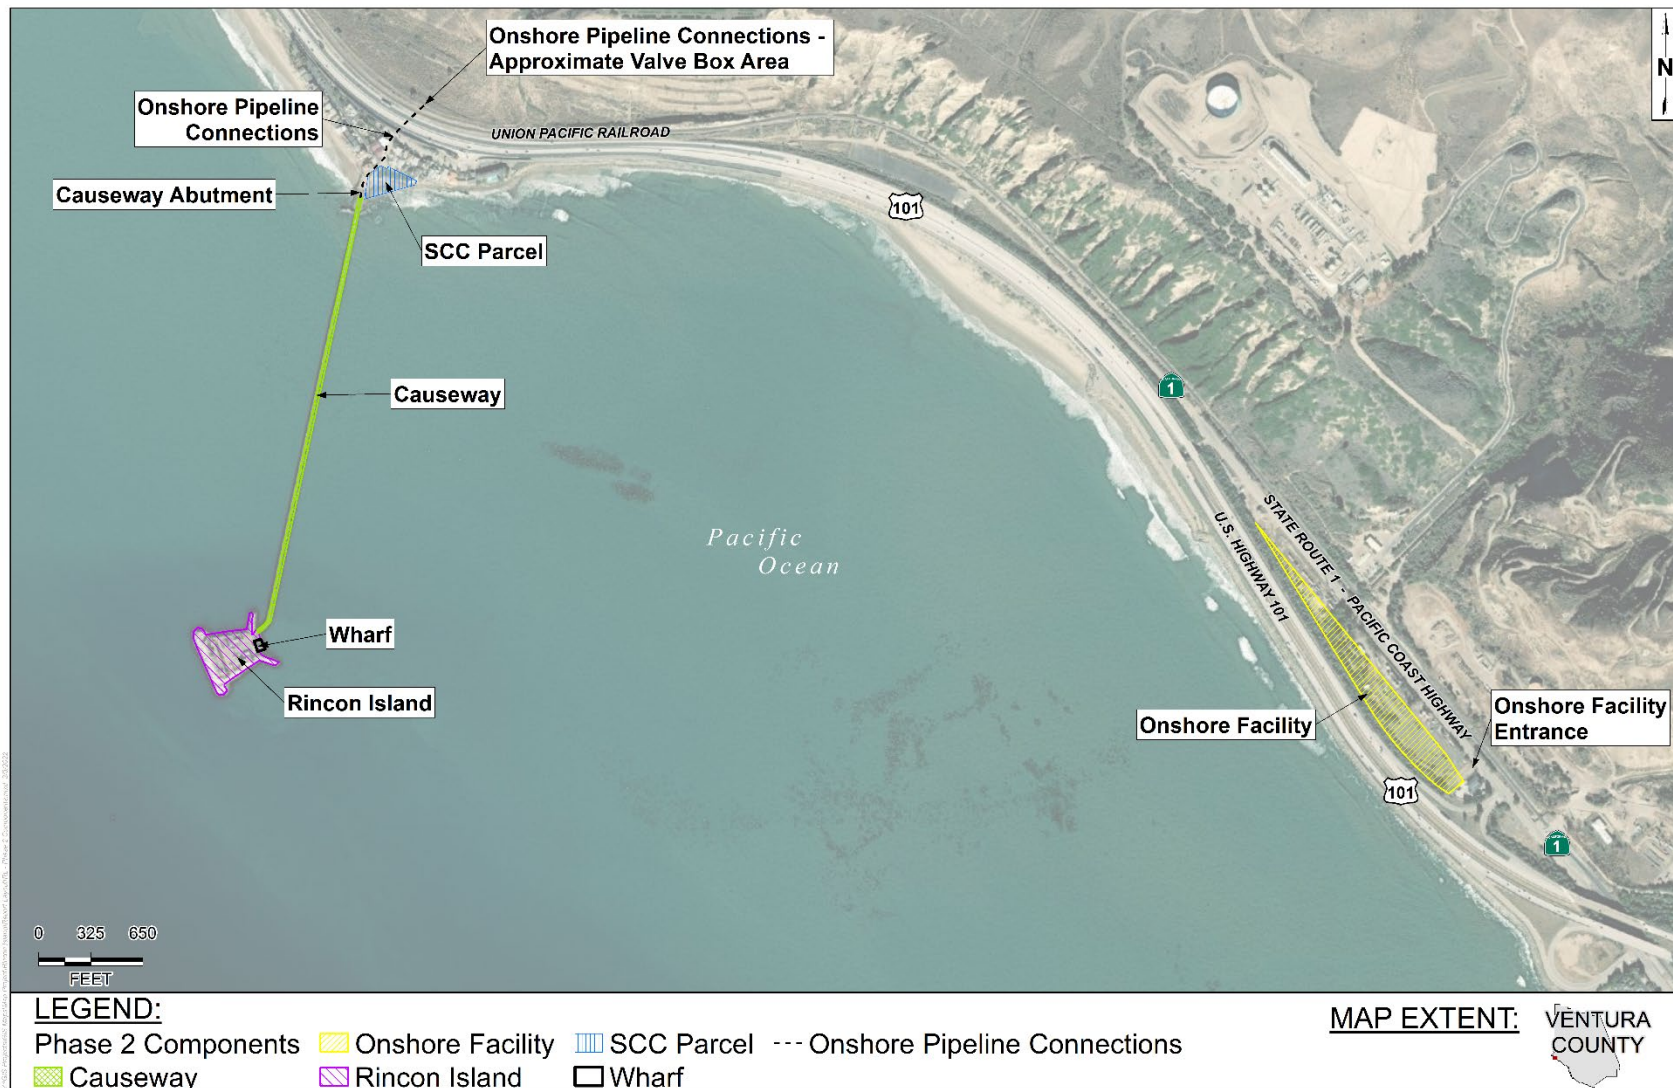 Onshore Pipeline Connections -
Approximate Valve Box Area
N
Onshore Pipeline
Connections
UNION PACIFIC RAILROAD
Causeway Abutment
101
SCC Parcel
Causeway
1
Pacific
Ocean
STATE ROUTE 1 - PACIFIC COAST HIGHWAY
U.S. HIGHWAY 101
Wharf
Rincon Island
Onshore Facility
Onshore Facility
Entrance
101
1
0 325 650
FEET
LEGEND:
Phase 2 Components
Onshore Facility
SCC Parcel
Onshore Pipeline Connections
Causeway
Rincon Island
Wharf
MAP EXTENT:
VENTURA
COUNTY